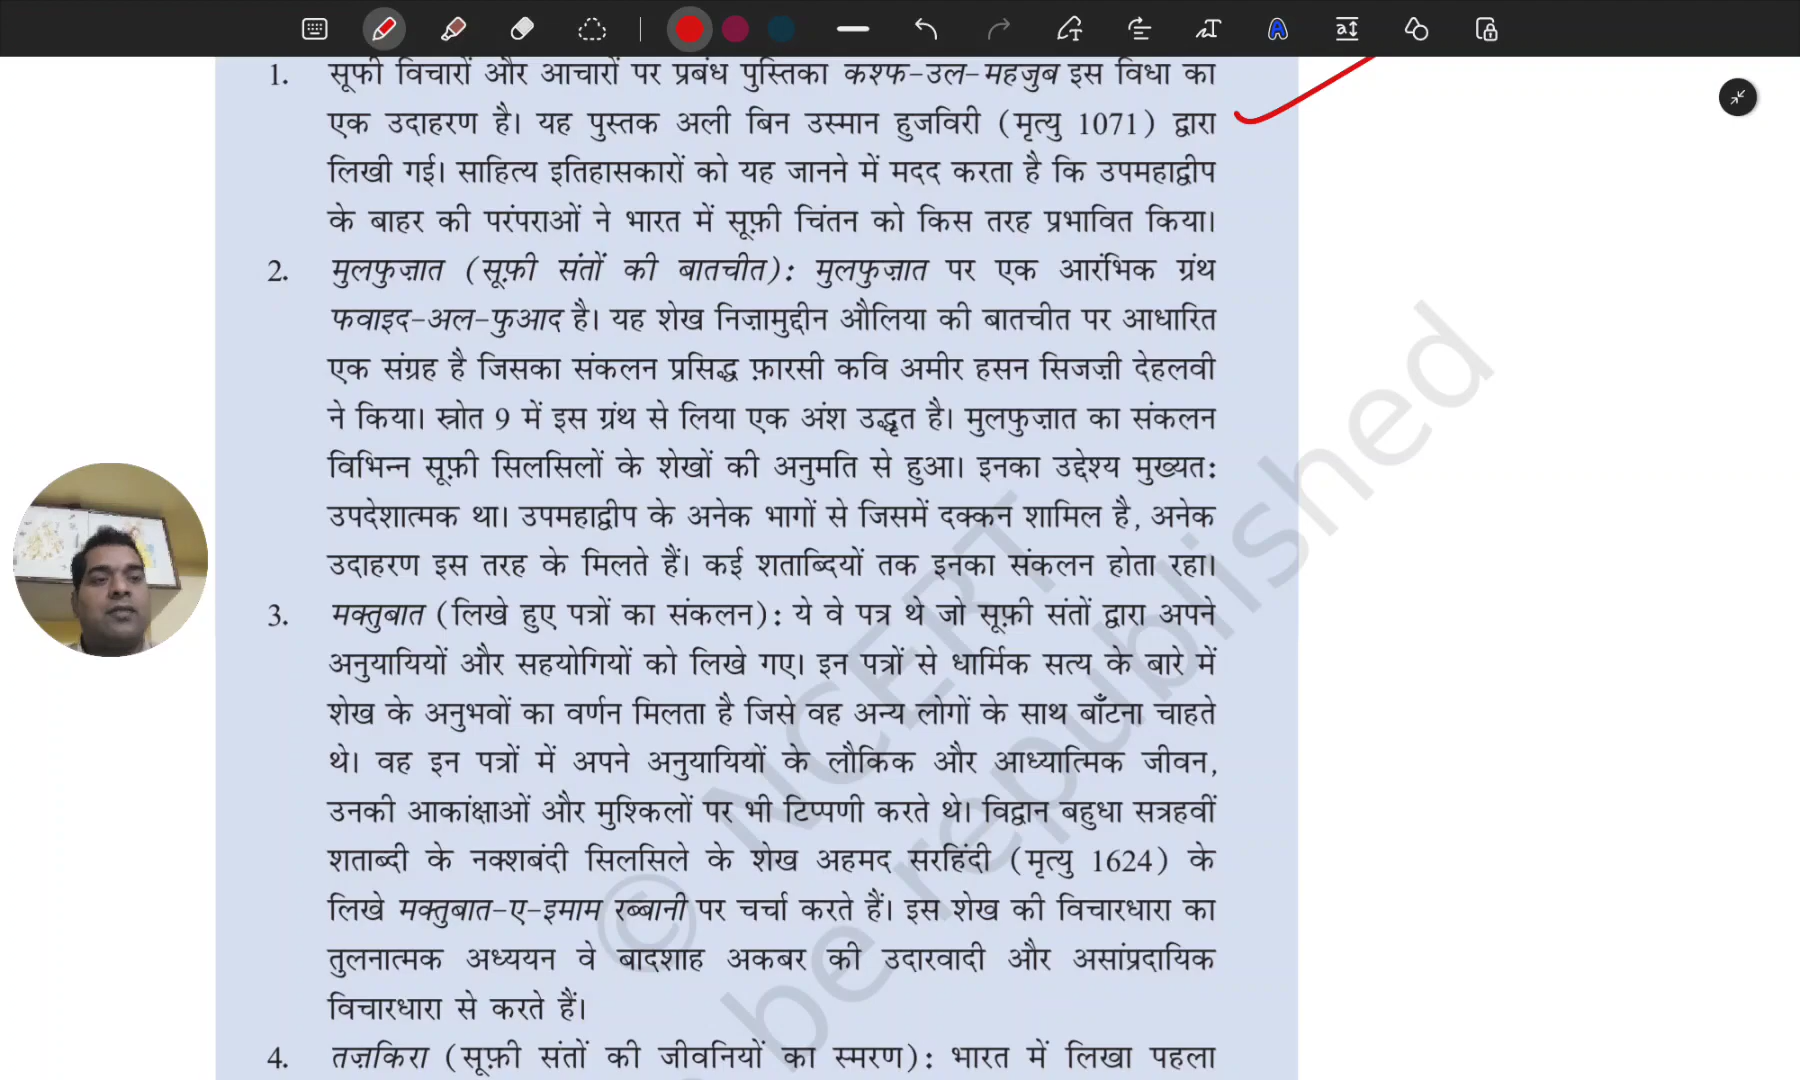 1. सूफी विचारों और आचारों पर प्रबंध पुस्तिका कश्फ-उल-महजुब इस विधा का
एक उदाहरण है। यह पुस्तक अली बिन उस्मान हुजविरी (मृत्यु 1071) द्वारा
लिखी गई। साहित्य इतिहासकारों को यह जानने में मदद करता है कि उपमहाद्वीप
के बाहर की परंपराओं ने भारत में सूफ़ी चिंतन को किस तरह प्रभावित किया।
2. मुलफुज़ात (सूफ़ी संतों की बातचीत): मुलफुज़ात पर एक आरंभिक ग्रंथ
फवाइद-अल-फुआद है। यह शेख निज़ामुद्दीन औलिया की बातचीत पर आधारित
एक संग्रह है जिसका संकलन प्रसिद्ध फ़ारसी कवि अमीर हसन सिजज़ी देहलवी
ने किया। स्त्रोत 9 में इस ग्रंथ से लिया एक अंश उद्धृत है। मुलफुज़ात का संकलन
विभिन्न सूफ़ी सिलसिलों के शेखों की अनुमति से हुआ। इनका उद्देश्य मुख्यत:
उपदेशात्मक था। उपमहाद्वीप के अनेक भागों से जिसमें दक्कन शामिल है, अनेक
उदाहरण इस तरह के मिलते हैं। कई शताब्दियों तक इनका संकलन होता रहा।
3. मक्तुबात (लिखे हुए पत्रों का संकलन): ये वे पत्र थे जो सूफ़ी संतों द्वारा अपने
अनुयायियों और सहयोगियों को लिखे गए। इन पत्रों से धार्मिक सत्य के बारे में
शेख के अनुभवों का वर्णन मिलता है जिसे वह अन्य लोगों के साथ बाँटना चाहते
थे। वह इन पत्रों में अपने अनुयायियों के लौकिक और आध्यात्मिक जीवन,
उनकी आकांक्षाओं और मुश्किलों पर भी टिप्पणी करते थे। विद्वान बहुधा सत्रहवीं
शताब्दी के नक्शबंदी सिलसिले के शेख अहमद सरहिंदी (मृत्यु 1624) के
लिखे मक्तुबात-ए-इमाम रब्बानी पर चर्चा करते हैं। इस शेख की विचारधारा का
तुलनात्मक अध्ययन वे बादशाह अकबर की उदारवादी और असांप्रदायिक
विचारधारा से करते हैं।
4. तज़किरा (सूफ़ी संतों की जीवनियों का स्मरण): भारत में लिखा पहला
© NCERT
be republished